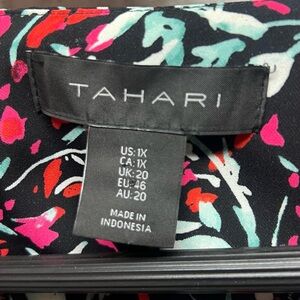 TAHARI
US: 1X
CA: 1X
UK: 20
EU: 46
AU: 20
MADE IN
INDONESIA